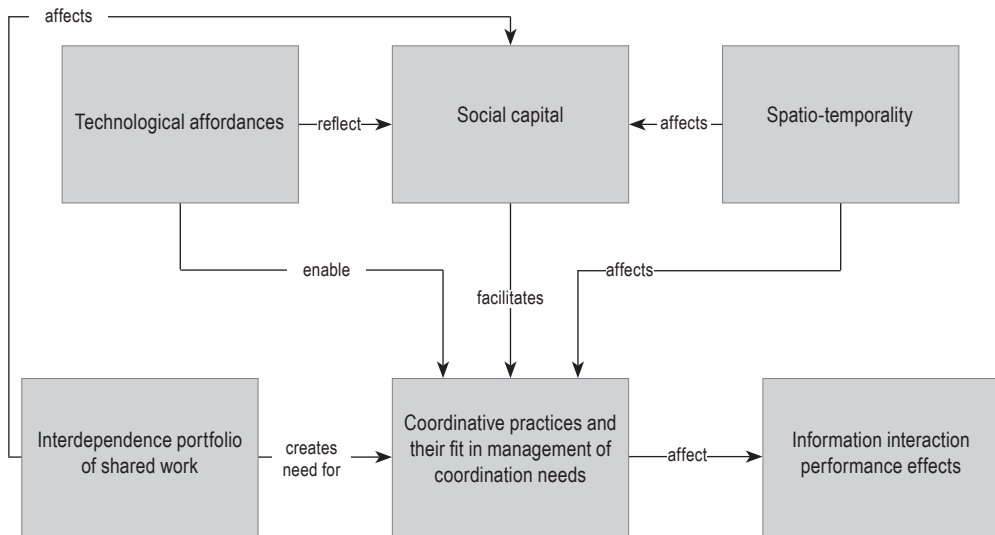 affects
Technological affordances
reflect
Social capital
affects
Spatio-temporality
enable
facilitates
affects
Interdependence portfolio
of shared work
creates
need for
Coordinative practices and
their fit in management of
coordination needs
affect
Information interaction
performance effects